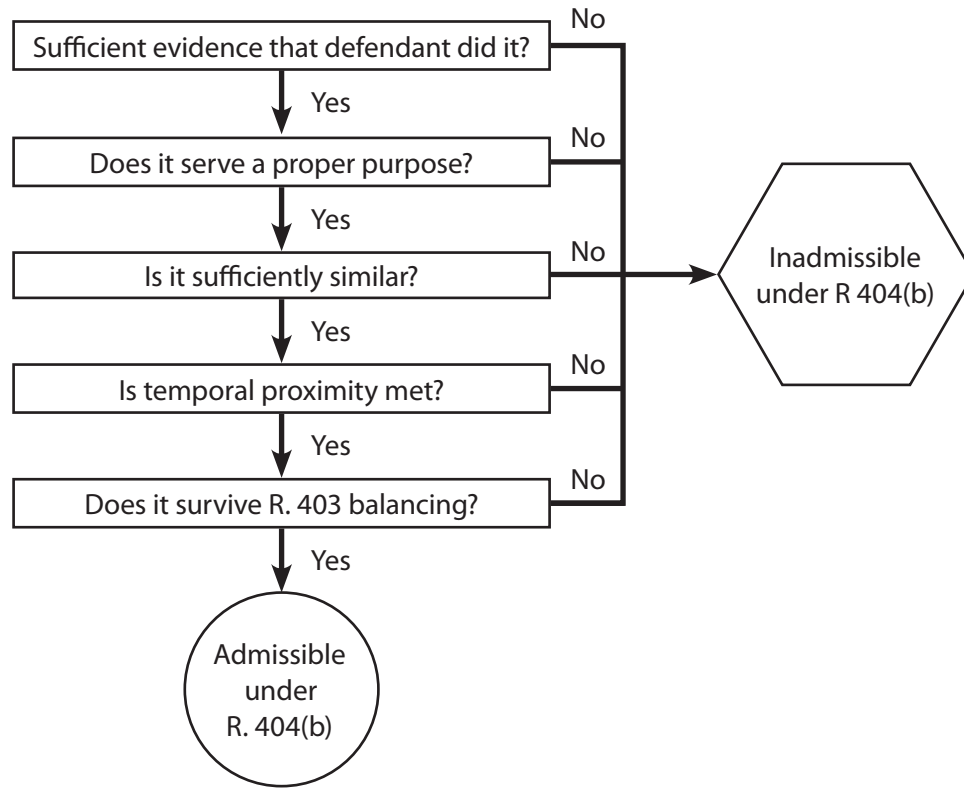 No
Sufficient evidence that defendant did it?
Yes
No
Does it serve a proper purpose?
Yes
No
Is it sufficiently similar?
Inadmissible
under R 404(b)
Yes
No
Is temporal proximity met?
Yes
No
Does it survive R. 403 balancing?
Yes
Admissible
under
R. 404(b)